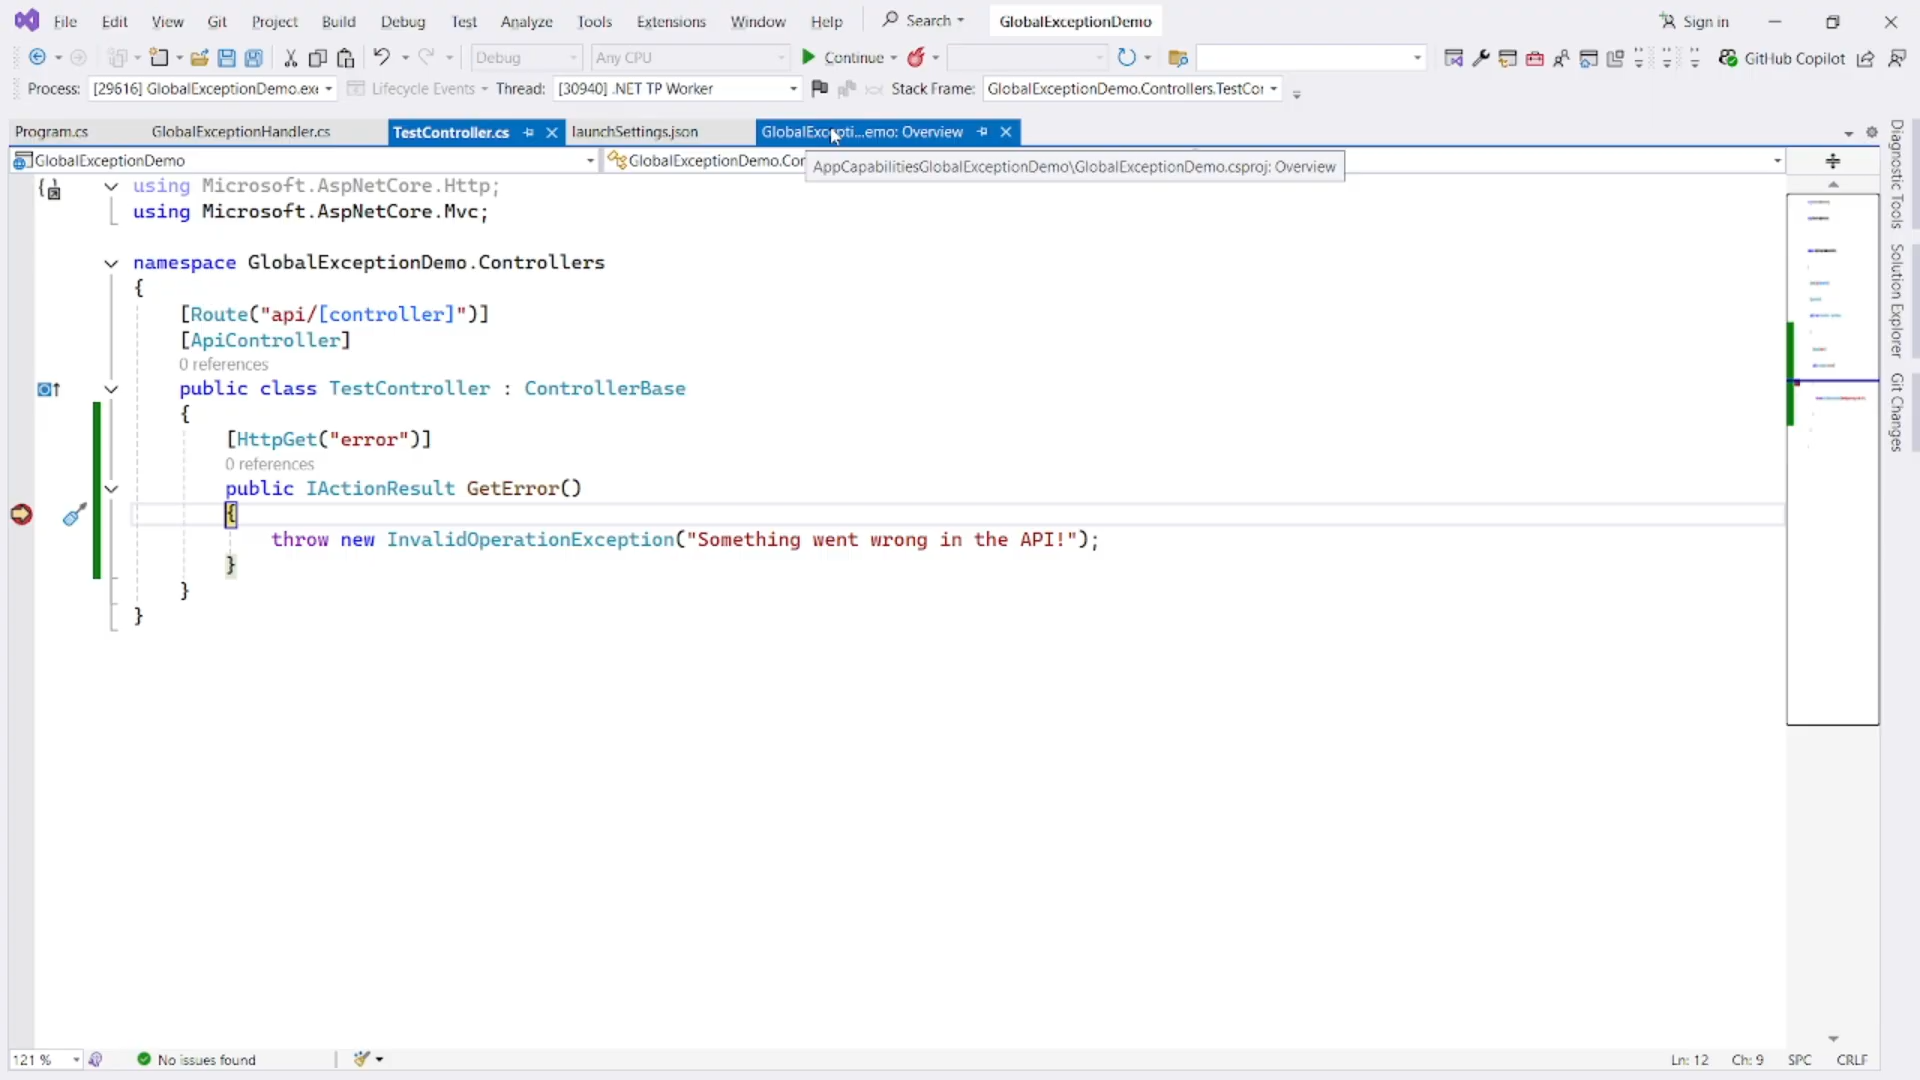 File Edit View Git Project Build Debug Test Analyze Tools Extensions Window Help Search GlobalExceptionDemo Sign in
Debug Any CPU Continue GitHub Copilot
Process: [29616] GlobalExceptionDemo.exe Lifecycle Events Thread: [30940] .NET TP Worker Stack Frame: GlobalExceptionDemo.Controllers.TestCor
Program.cs GlobalExceptionHandler.cs TestController.cs launchSettings.json GlobalExcepti...emo: Overview
GlobalExceptionDemo GlobalExceptionDemo.Cor
AppCapabilitiesGlobalExceptionDemo\GlobalExceptionDemo.csproj: Overview
using Microsoft.AspNetCore.Http;
using Microsoft.AspNetCore.Mvc;
namespace GlobalExceptionDemo.Controllers
{
[Route("api/[controller]")]
[ApiController]
0 references
public class TestController : ControllerBase
{
[HttpGet("error")]
0 references
public IActionResult GetError()
{
throw new InvalidOperationException("Something went wrong in the API!");
}
}
}
Diagnostic Tools
Solution Explorer
Git Changes
121 % No issues found Ln: 12 Ch: 9 SPC CRLF